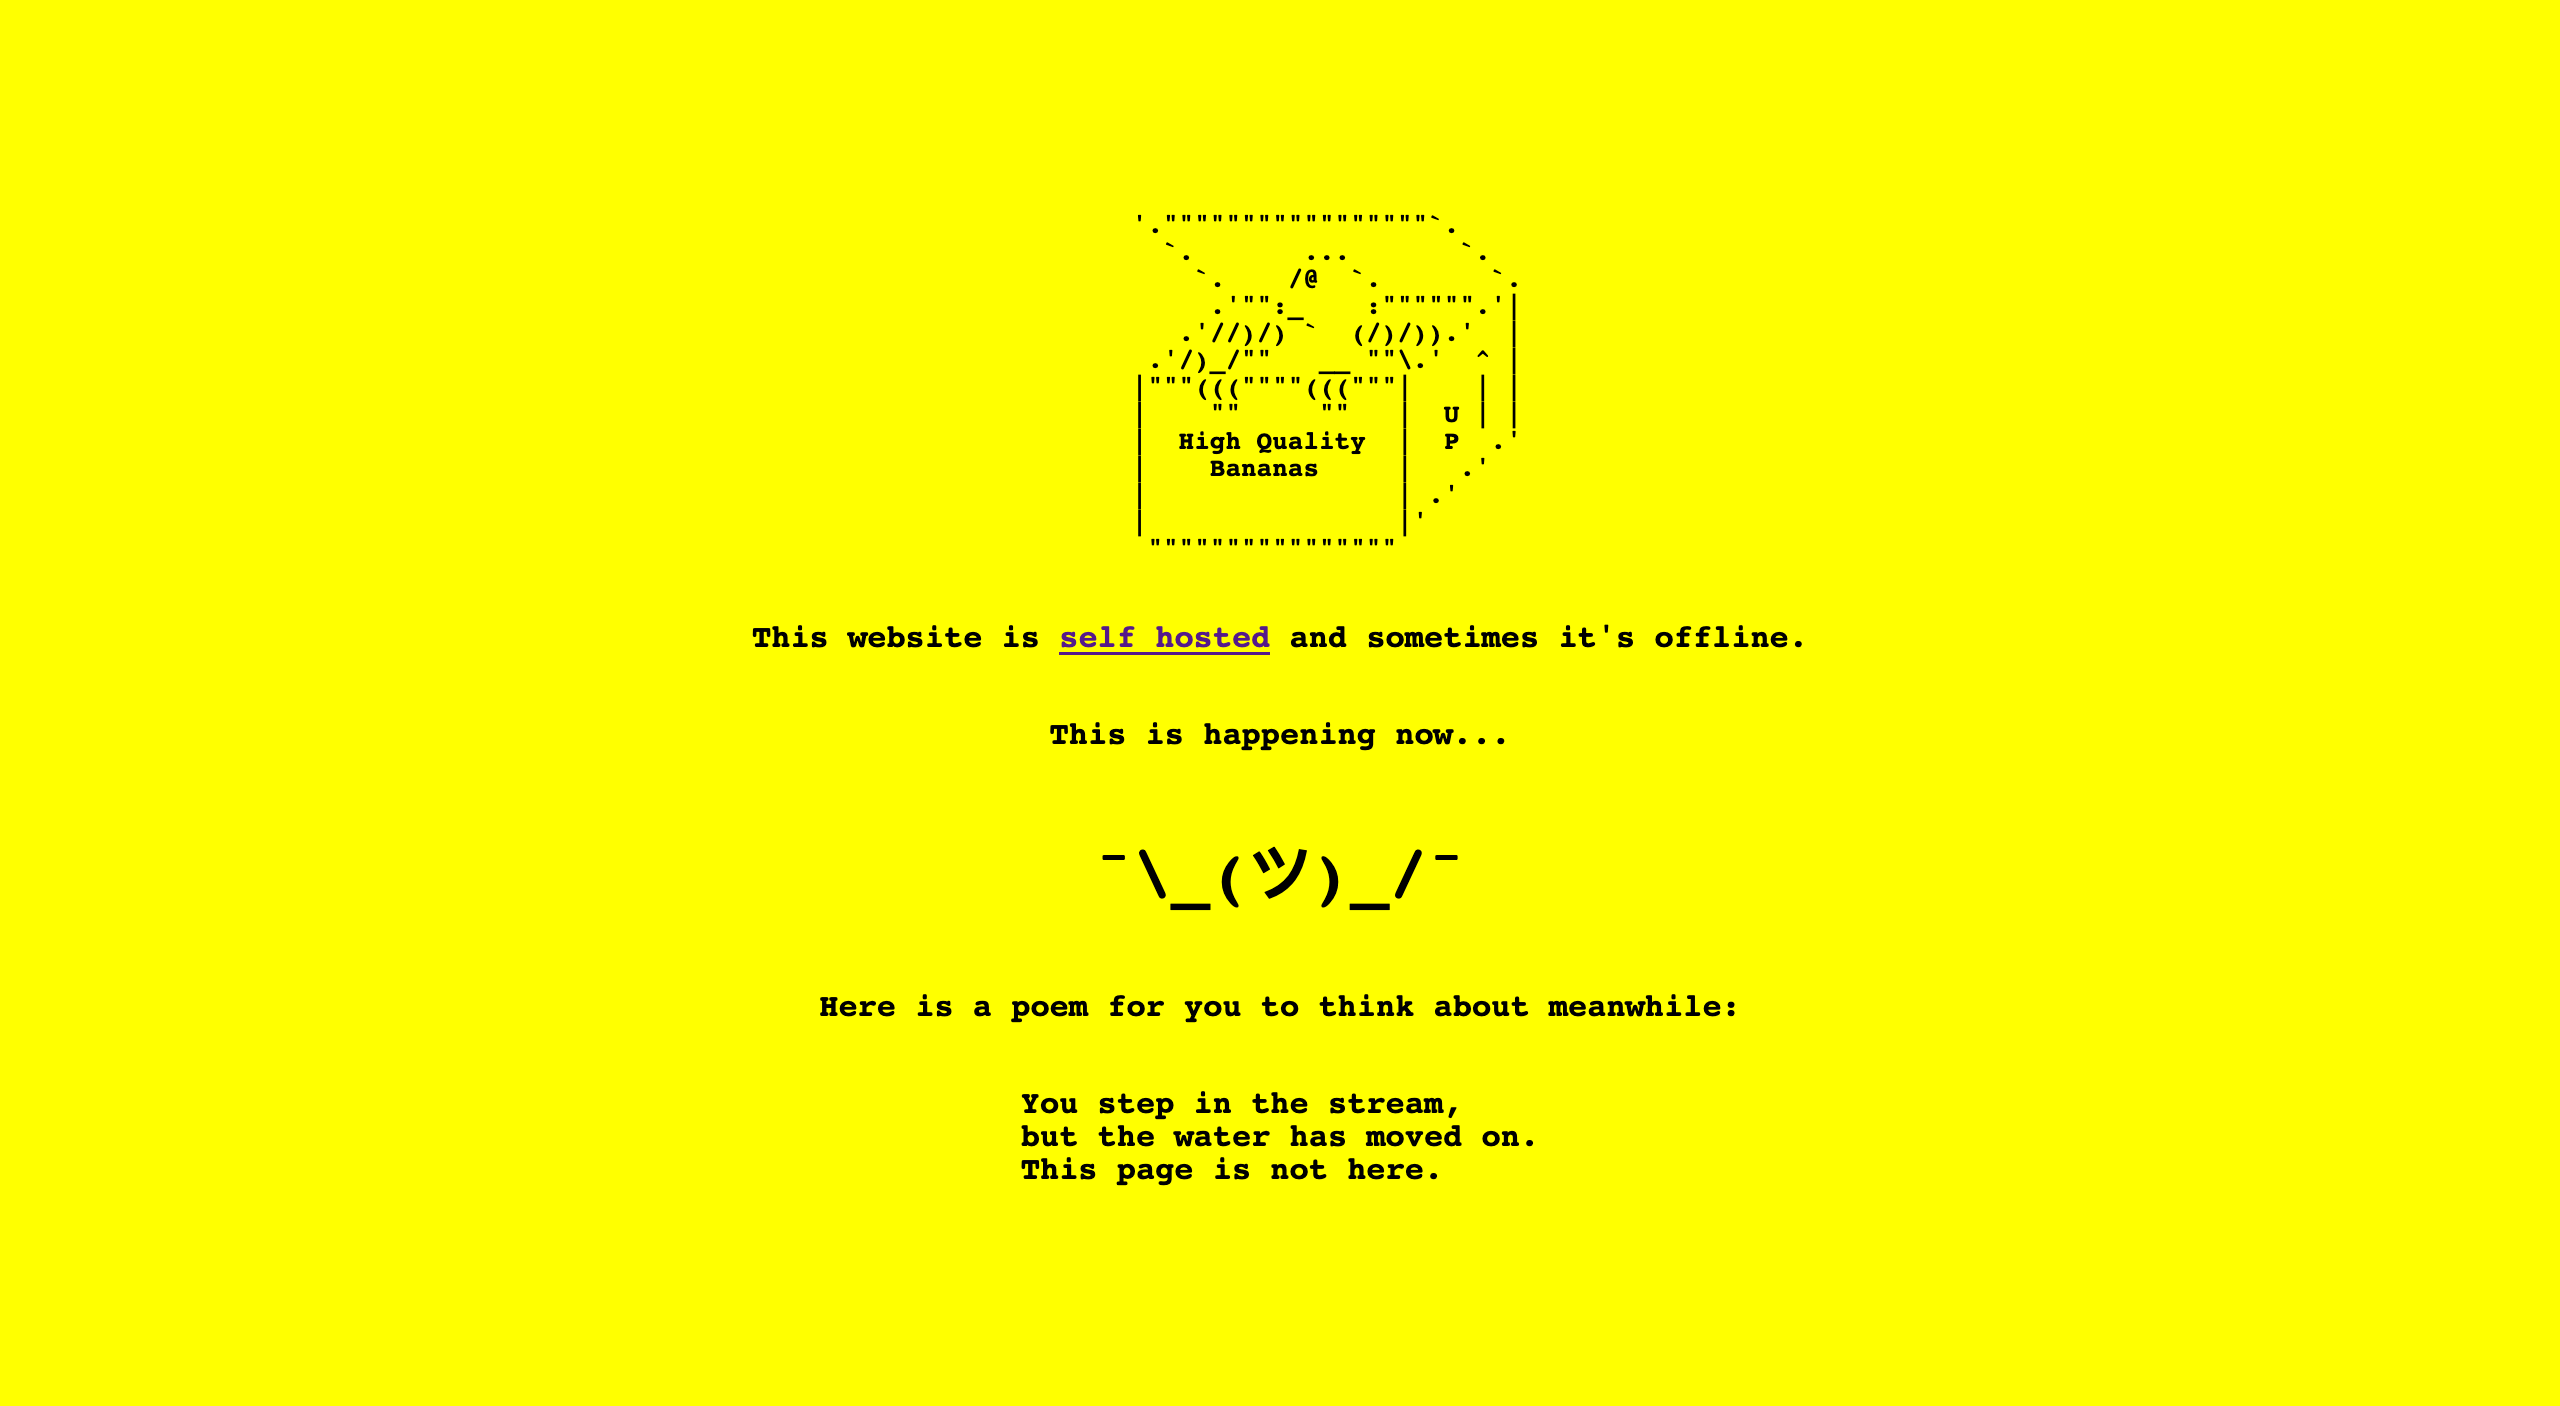 High Quality
Bananas
U
P
This website is self hosted and sometimes it's offline.
This is happening now...
¯\_(ツ)_/¯
Here is a poem for you to think about meanwhile:
You step in the stream,
but the water has moved on.
This page is not here.